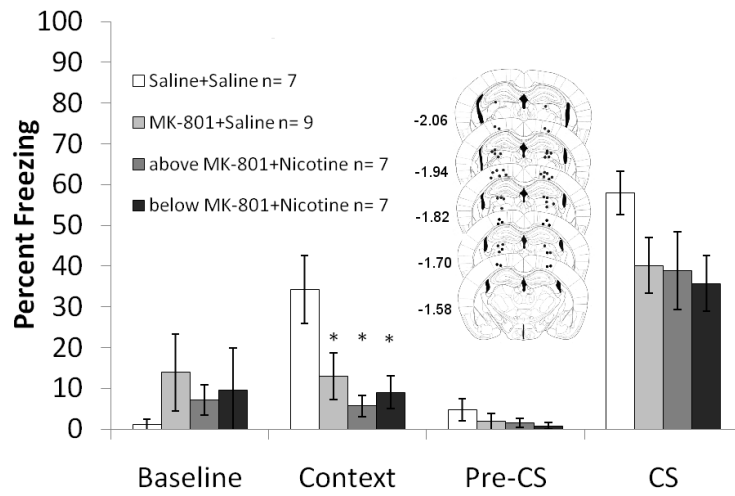 Percent Freezing
100
90
80
70
60
50
40
30
20
10
0
Saline+Saline n= 7
MK-801+Saline n= 9
above MK-801+Nicotine n= 7
below MK-801+Nicotine n= 7
-2.06
-1.94
-1.82
-1.70
-1.58
* * *
Baseline Context Pre-CS CS